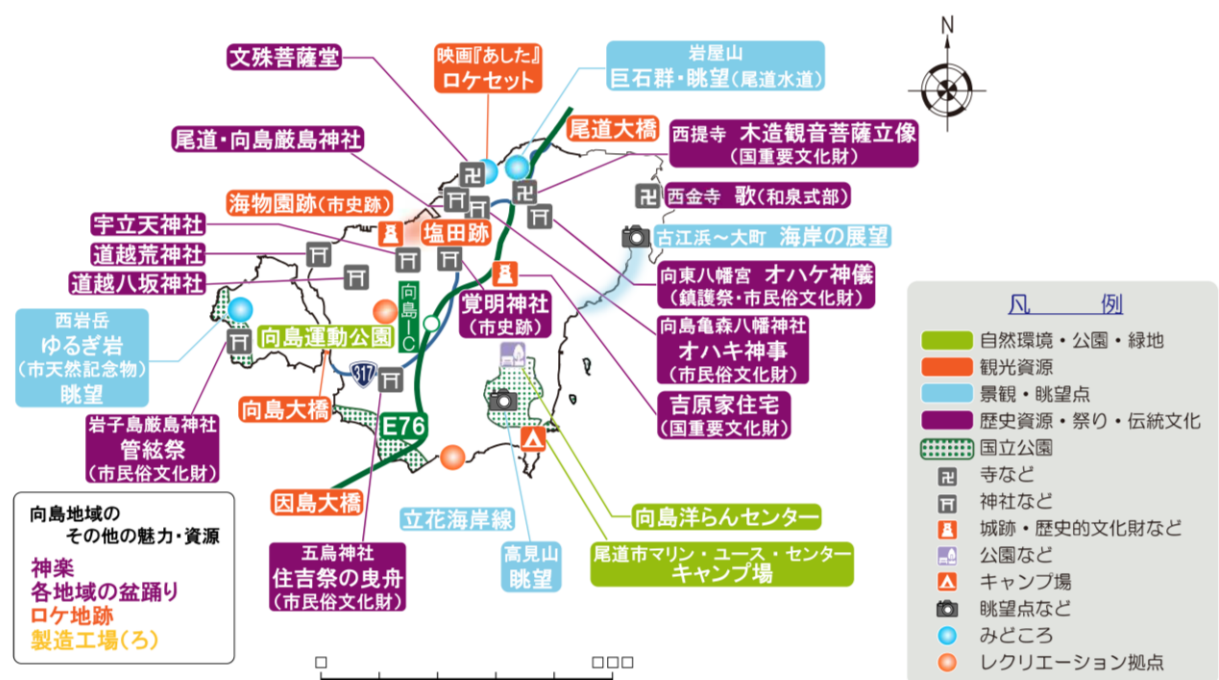 N
文殊菩薩堂
映画『あした』
ロケセット
岩屋山
巨石群・眺望(尾道水道)
尾道大橋
尾道・向島厳島神社
西提寺 木造観音菩薩立像
(国重要文化財)
海物園跡(市史跡)
西金寺 歌(和泉式部)
宇立天神社
塩田跡
古江浜~大町 海岸の展望
道越荒神社
道越八坂神社
向東八幡宮 オハケ神儀
(鎮護祭・市民俗文化財)
覚明神社
(市史跡)
向島IC
向島運動公園
西岩岳
ゆるぎ岩
(市天然記念物)
眺望
向島亀森八幡神社
オハキ神事
(市民俗文化財)
317
向島大橋
吉原家住宅
(国重要文化財)
岩子島厳島神社
管絃祭
(市民俗文化財)
E76
因島大橋
立花海岸線
向島洋らんセンター
五烏神社
住吉祭の曳舟
(市民俗文化財)
高見山
眺望
尾道市マリン・ユース・センター
キャンプ場
向島地域の
その他の魅力・資源
神楽
各地域の盆踊り
ロケ地跡
製造工場(ろ)
凡 例
自然環境・公園・緑地
観光資源
景観・眺望点
歴史資源・祭り・伝統文化
国立公園
寺など
神社など
城跡・歴史的文化財など
公園など
キャンプ場
眺望点など
みどころ
レクリエーション拠点
□ □□□